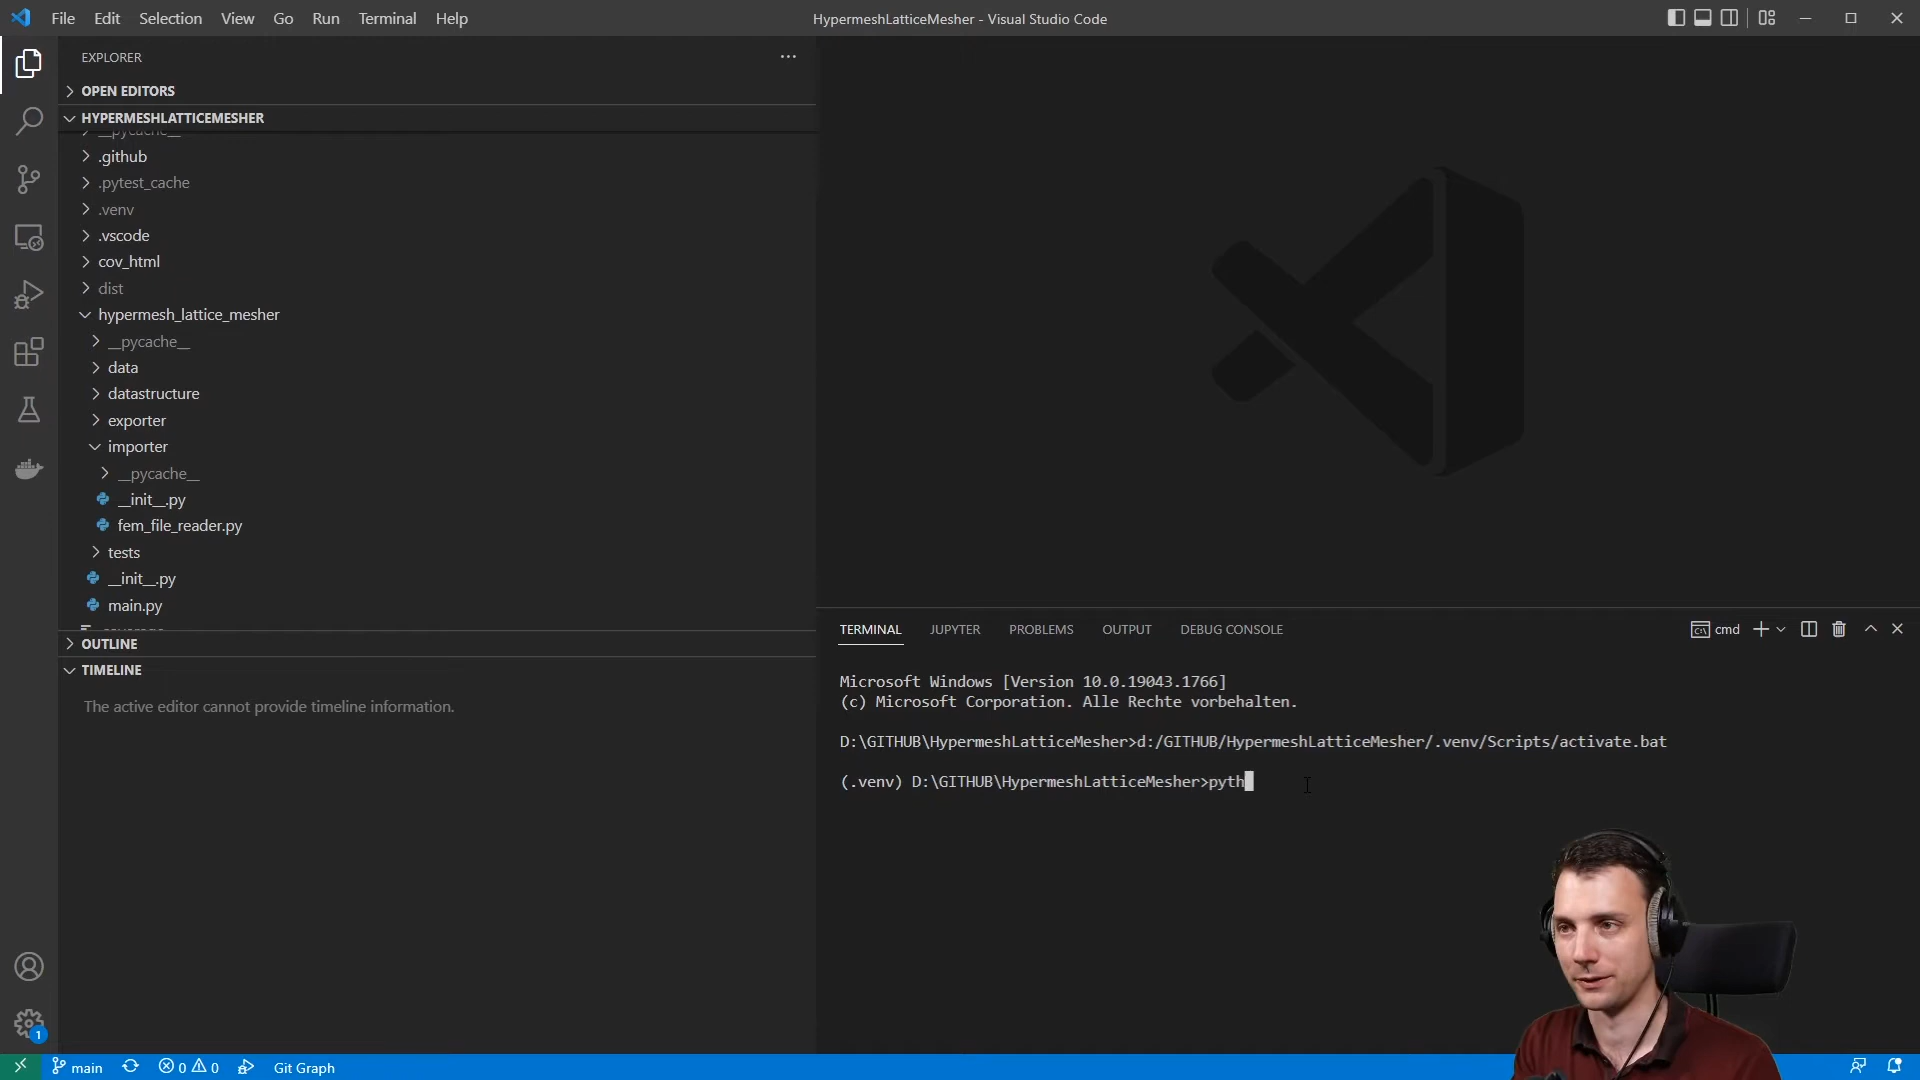 File Edit Selection View Go Run Terminal Help
HypermeshLatticeMesher - Visual Studio Code
EXPLORER
OPEN EDITORS
HYPERMESHLATTICEMESHER
__pycache__
.github
.pytest_cache
.venv
.vscode
cov_html
dist
hypermesh_lattice_mesher
__pycache__
data
datastructure
exporter
importer
__pycache__
__init__.py
fem_file_reader.py
tests
__init__.py
main.py
OUTLINE
TIMELINE
The active editor cannot provide timeline information.
TERMINAL JUPYTER PROBLEMS OUTPUT DEBUG CONSOLE
cmd
Microsoft Windows [Version 10.0.19043.1766]
(c) Microsoft Corporation. Alle Rechte vorbehalten.
D:\GITHUB\HypermeshLatticeMesher>d:/GITHUB/HypermeshLatticeMesher/.venv/Scripts/activate.bat
(.venv) D:\GITHUB\HypermeshLatticeMesher>pyth
1
main 0 0 Git Graph